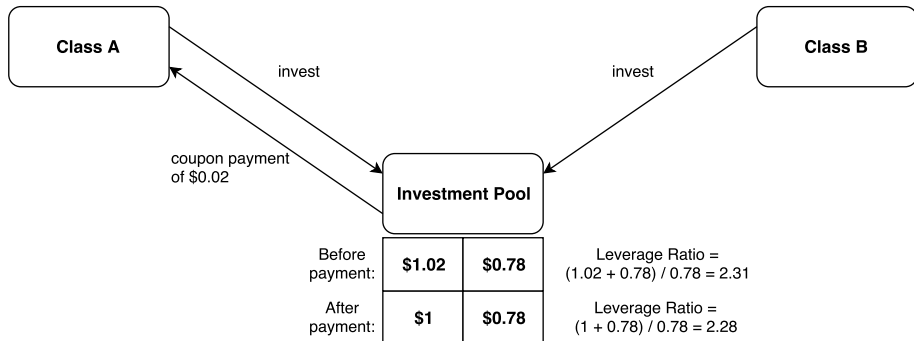 Class A
Class B
invest
invest
coupon payment
of $0.02
Investment Pool
Before
payment:
$1.02
$0.78
Leverage Ratio =
(1.02 + 0.78) / 0.78 = 2.31
After
payment:
$1
$0.78
Leverage Ratio =
(1 + 0.78) / 0.78 = 2.28